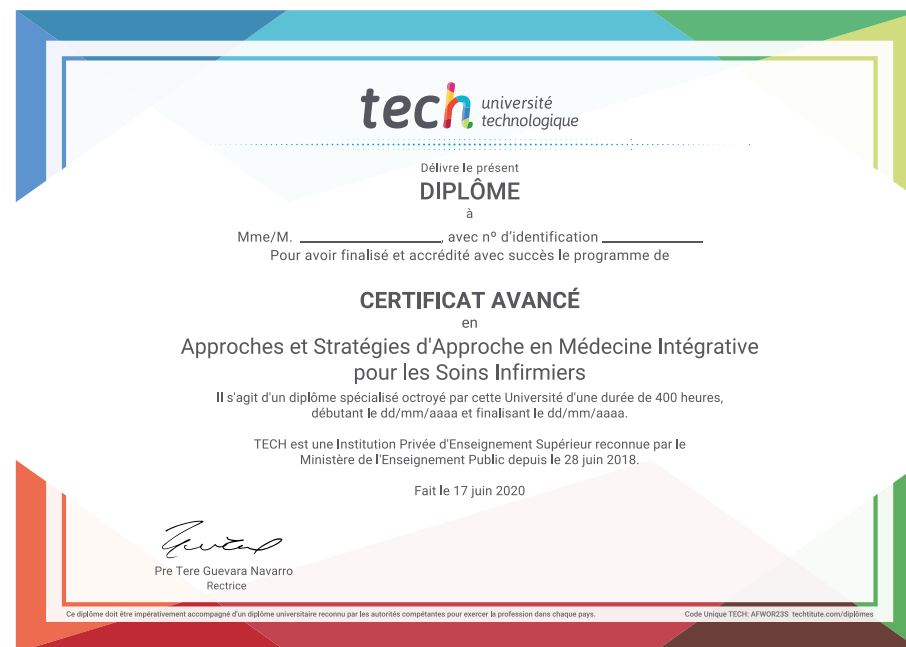 tech université
technologique
Délivre le présent
DIPLÔME
à
Mme/M. ____________________, avec nº d'identification ______________
Pour avoir finalisé et accrédité avec succès le programme de
CERTIFICAT AVANCÉ
en
Approches et Stratégies d'Approche en Médecine Intégrative
pour les Soins Infirmiers
Il s'agit d'un diplôme spécialisé octroyé par cette Université d'une durée de 400 heures,
débutant le dd/mm/aaaa et finalisant le dd/mm/aaaa.
TECH est une Institution Privée d'Enseignement Supérieur reconnue par le
Ministère de l'Enseignement Public depuis le 28 juin 2018.
Fait le 17 juin 2020
Pre Tere Guevara Navarro
Rectrice
Ce diplôme doit être impérativement accompagné d'un diplôme universitaire reconnu par les autorités compétentes pour exercer la profession dans chaque pays.
Code Unique TECH: AFWOR23S techtitute.com/diplômes